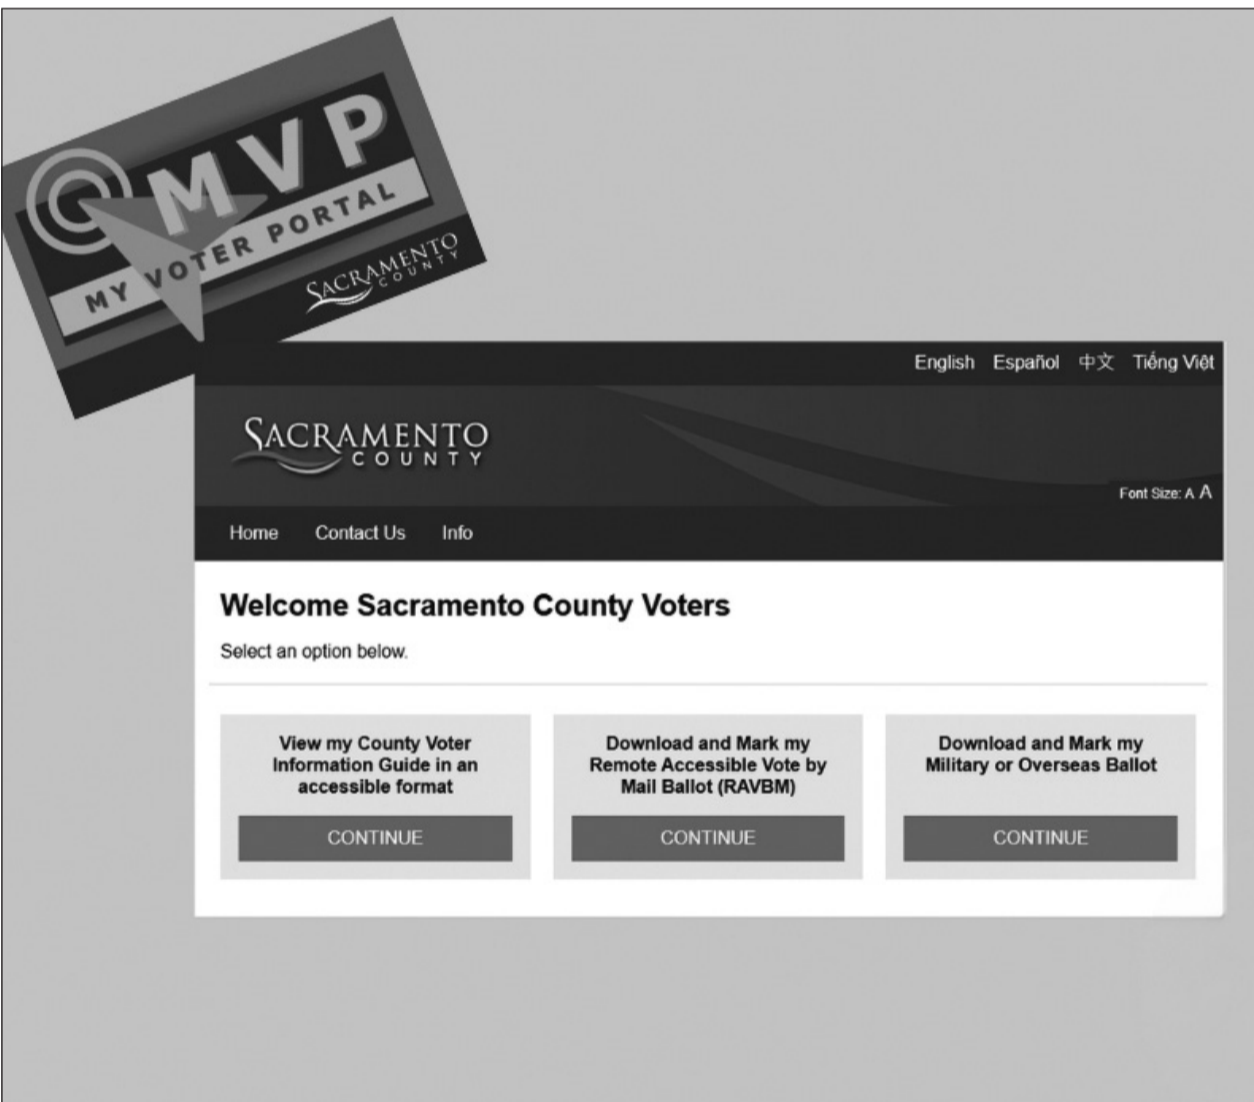 MVP
MY VOTER PORTAL
SACRAMENTO
COUNTY
English Español 中文 Tiếng Việt
SACRAMENTO
COUNTY
Font Size: A A
Home Contact Us Info
Welcome Sacramento County Voters
Select an option below.
View my County Voter
Information Guide in an
accessible format
CONTINUE
Download and Mark my
Remote Accessible Vote by
Mail Ballot (RAVBM)
CONTINUE
Download and Mark my
Military or Overseas Ballot
CONTINUE